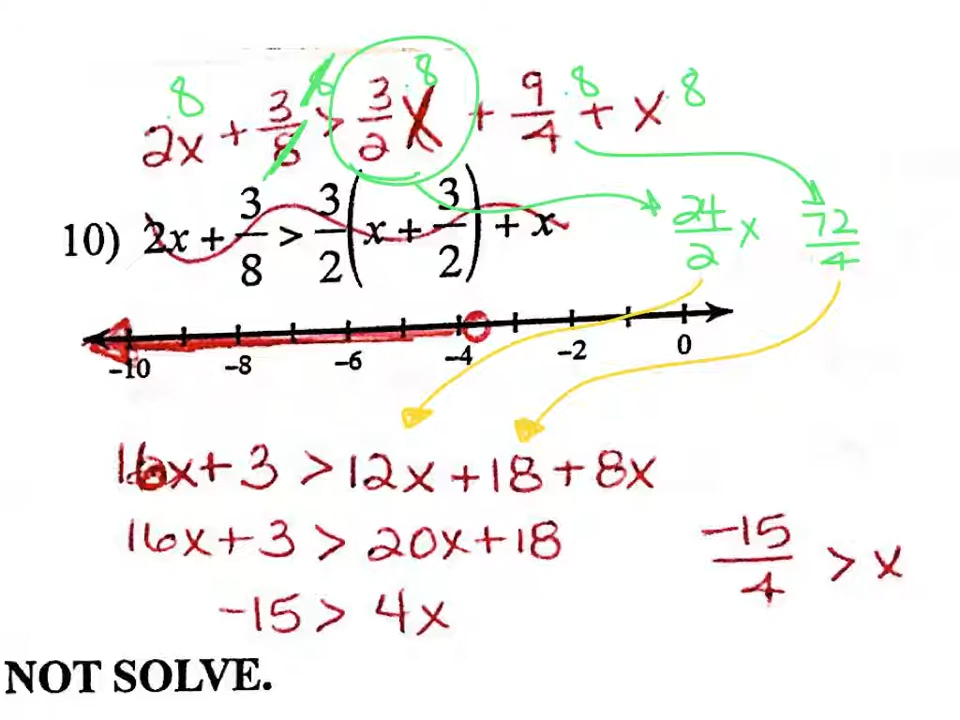 8 8 .8 .8 .8
2x + 3/8 > 3/2 x + 9/4 + x
24/2 x 72/4
10) 2x + 3/8 > 3/2 (x + 3/2) + x
-10 -8 -6 -4 -2 0
16x + 3 > 12x + 18 + 8x
16x + 3 > 20x + 18
-15/4 > x
-15 > 4x
NOT SOLVE.